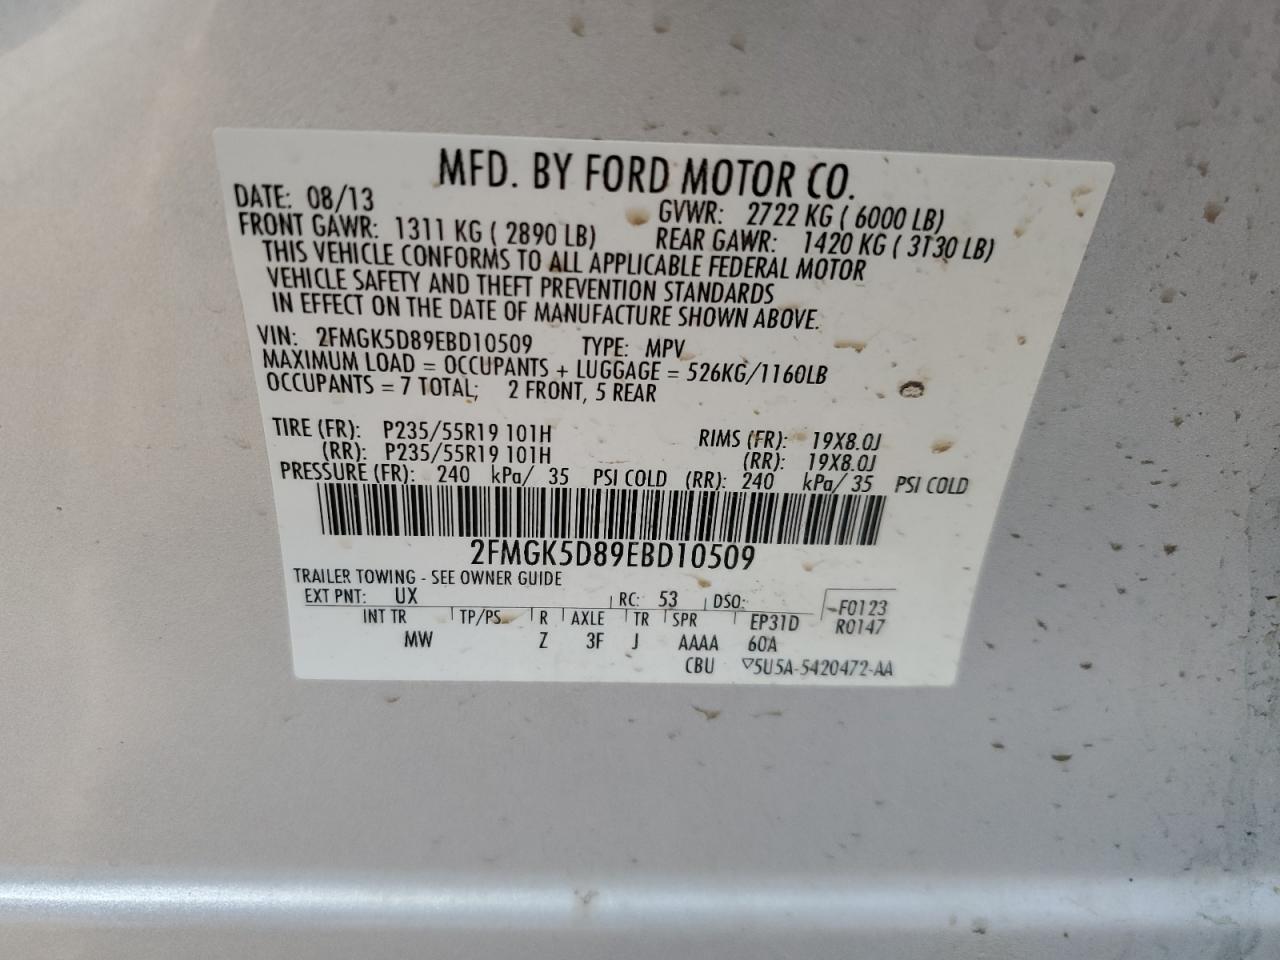 MFD. BY FORD MOTOR CO.
DATE: 08/13 GVWR: 2722 KG ( 6000 LB)
FRONT GAWR: 1311 KG ( 2890 LB) REAR GAWR: 1420 KG ( 3130 LB)
THIS VEHICLE CONFORMS TO ALL APPLICABLE FEDERAL MOTOR
VEHICLE SAFETY AND THEFT PREVENTION STANDARDS
IN EFFECT ON THE DATE OF MANUFACTURE SHOWN ABOVE.
VIN: 2FMGK5D89EBD10509 TYPE: MPV
MAXIMUM LOAD = OCCUPANTS + LUGGAGE = 526KG/1160LB
OCCUPANTS = 7 TOTAL; 2 FRONT, 5 REAR
TIRE (FR): P235/55R19 101H RIMS (FR): 19X8.0J
(RR): P235/55R19 101H (RR): 19X8.0J
PRESSURE (FR): 240 kPa/ 35 PSI COLD (RR): 240 kPa/ 35 PSI COLD
2FMGK5D89EBD10509
TRAILER TOWING - SEE OWNER GUIDE
EXT PNT: UX RC: 53 DSO: F0123
INT TR TP/PS R AXLE TR SPR EP31D R0147
MW Z 3F J AAAA 60A
CBU ▽5U5A-5420472-AA